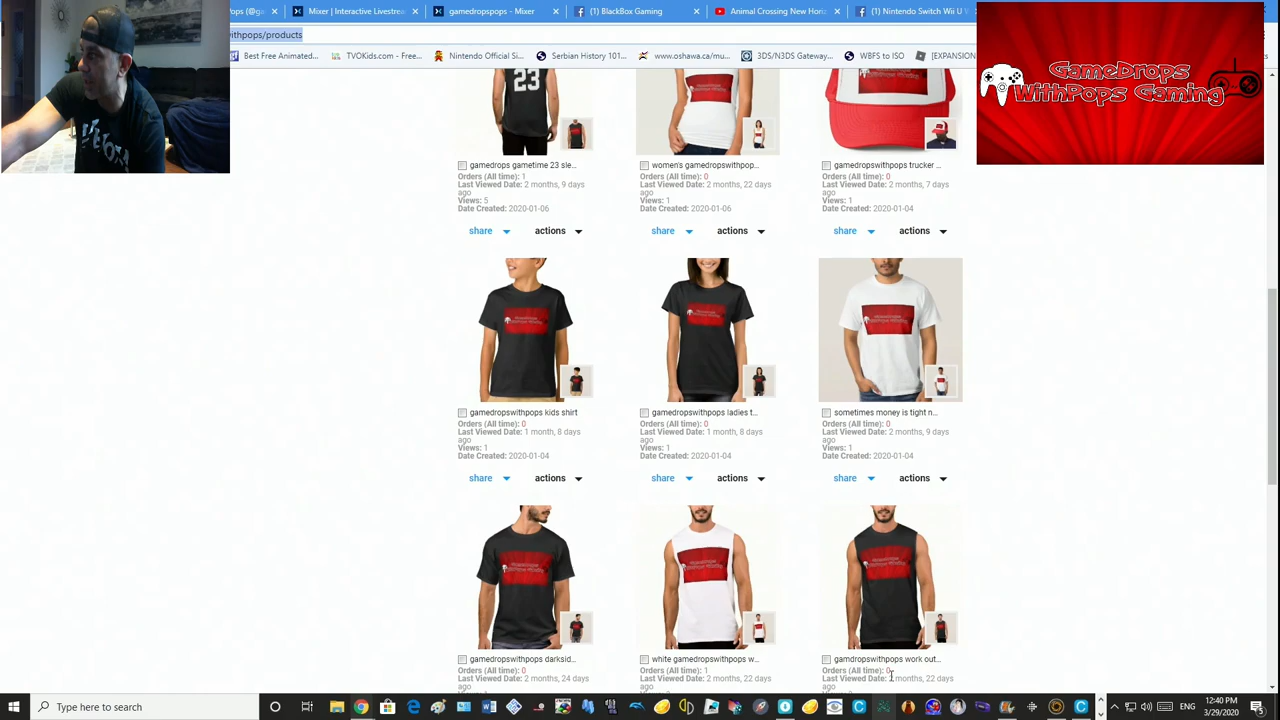 ps (@ga
Mixer | Interactive Livestrea
gamedropsps - Mixer
(1) BlackBox Gaming
Animal Crossing New Horiz
(1) Nintendo Switch Wii U W
withpops/products
Best Free Animated...
TVOKids.com - Free...
Nintendo Official Si...
Serbian History 101...
www.oshawa.ca/mu...
3DS/N3DS Gateway...
WBFS to ISO
[EXPANSION
GameDrops
WithPops Gaming
23
gamedrops gametime 23 sle...
women's gamedropswithpop...
gamedropswithpops trucker ...
Orders (All time): 1
Orders (All time): 0
Orders (All time): 0
Last Viewed Date: 2 months, 9 days ago
Last Viewed Date: 2 months, 22 days ago
Last Viewed Date: 2 months, 7 days ago
Views: 5
Views: 1
Views: 1
Date Created: 2020-01-06
Date Created: 2020-01-06
Date Created: 2020-01-04
share actions
share actions
share actions
gamedropswithpops kids shirt
gamedropswithpops ladies t...
sometimes money is tight n...
Orders (All time): 0
Orders (All time): 0
Orders (All time): 0
Last Viewed Date: 1 month, 8 days ago
Last Viewed Date: 1 month, 8 days ago
Last Viewed Date: 2 months, 9 days ago
Views: 1
Views: 1
Views: 1
Date Created: 2020-01-04
Date Created: 2020-01-04
Date Created: 2020-01-04
share actions
share actions
share actions
gamedropswithpops darksid...
white gamedropswithpops w...
gamdropswithpops work out...
Orders (All time): 0
Orders (All time): 1
Orders (All time): 0
Last Viewed Date: 2 months, 24 days ago
Last Viewed Date: 2 months, 22 days ago
Last Viewed Date: 2 months, 22 days ago
Type here to search
ENG
12:40 PM
3/29/2020